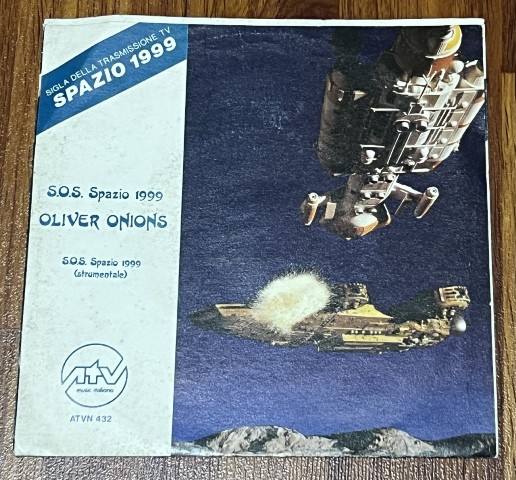 SIGLA DELLA TRASMISSIONE TV
SPAZIO 1999
S.O.S. Spazio 1999
OLIVER ONIONS
S.O.S. Spazio 1999
(strumentale)
ATV
music italiana
ATVN 432